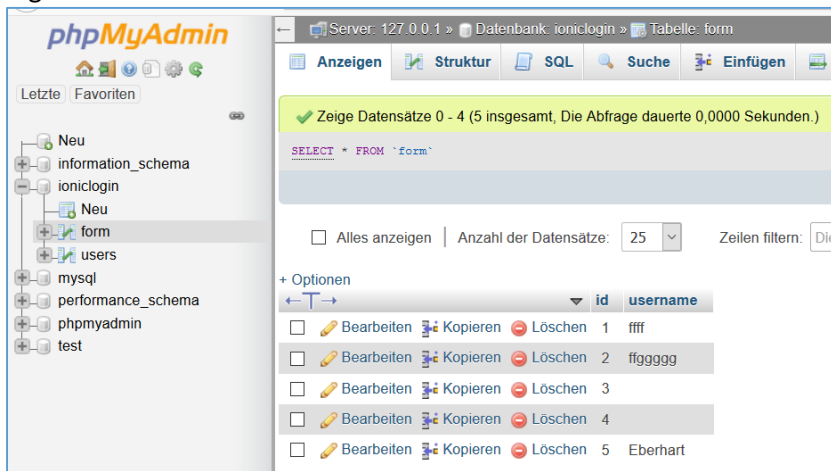 phpMyAdmin
Letzte Favoriten
Neu
information_schema
ioniclogin
Neu
form
users
mysql
performance_schema
phpmyadmin
test
← Server: 127.0.0.1 » Datenbank: ioniclogin » Tabelle: form
Anzeigen Struktur SQL Suche Einfügen
Zeige Datensätze 0 - 4 (5 insgesamt, Die Abfrage dauerte 0,0000 Sekunden.)
SELECT * FROM `form`
Alles anzeigen | Anzahl der Datensätze: 25 Zeilen filtern: Die
+ Optionen
←T→ id username
Bearbeiten Kopieren Löschen 1 ffff
Bearbeiten Kopieren Löschen 2 ffggggg
Bearbeiten Kopieren Löschen 3
Bearbeiten Kopieren Löschen 4
Bearbeiten Kopieren Löschen 5 Eberhart